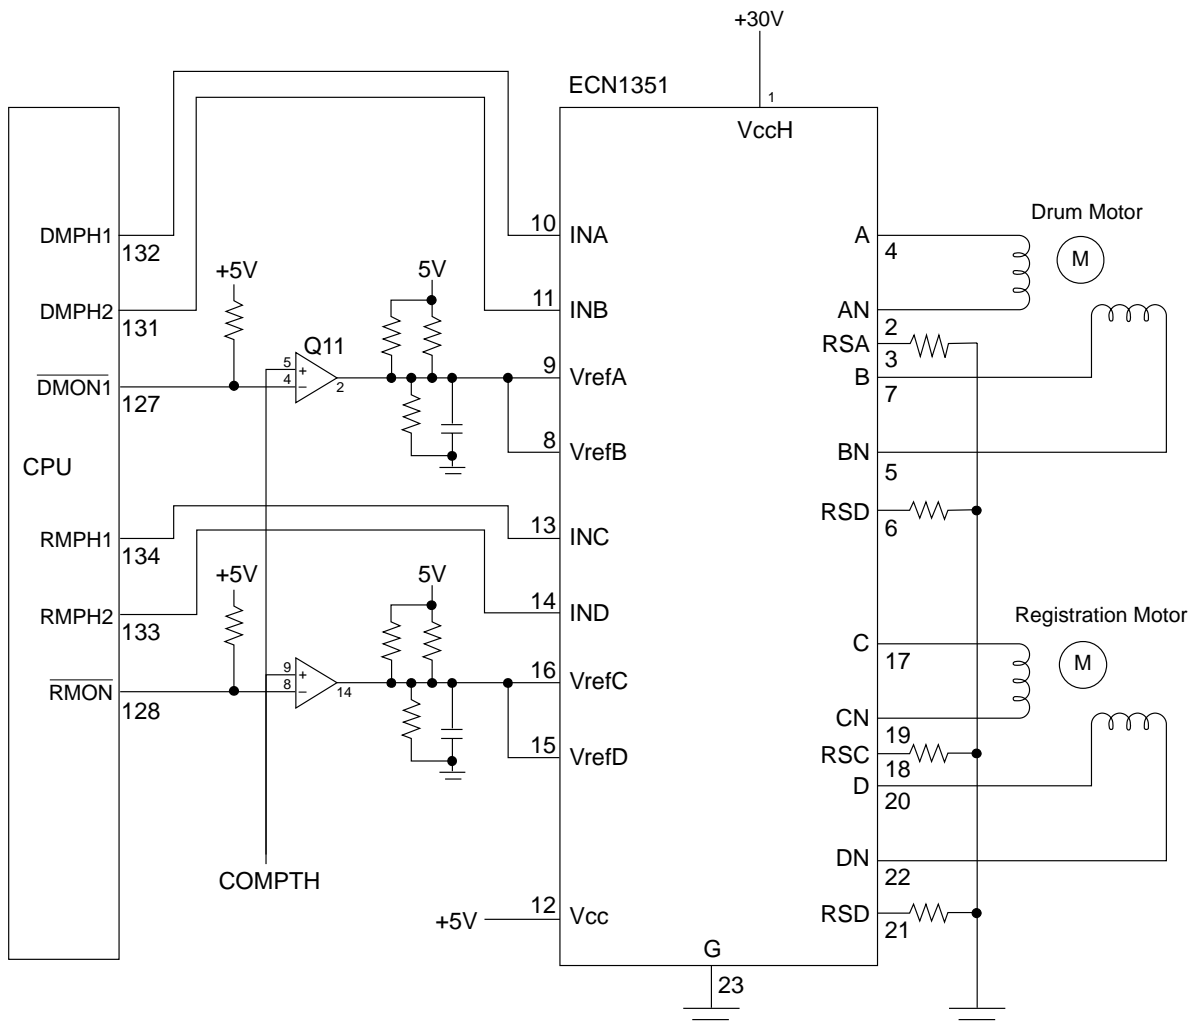 +30V
ECN1351
1
VccH
Drum Motor
DMPH1
132
10
INA
A
4
M
+5V
5V
DMPH2
131
11
INB
AN
2
Q11
RSA
3
5
+
4
−
2
DMON1
127
9
VrefA
B
7
CPU
8
VrefB
BN
5
RSD
6
RMPH1
134
13
INC
+5V
5V
RMPH2
133
14
IND
Registration Motor
C
17
M
9
+
8
−
14
RMON
128
16
VrefC
CN
19
15
VrefD
RSC
18
D
20
COMPTH
DN
22
+5V
12
Vcc
RSD
21
G
23